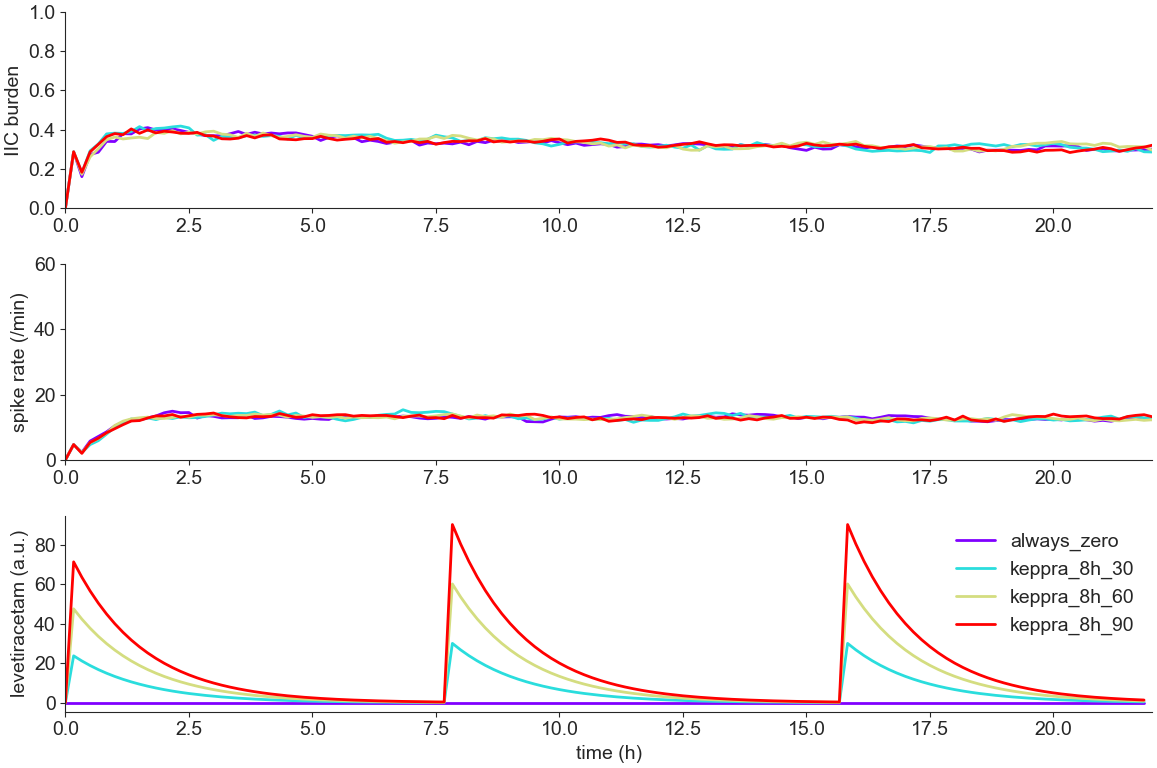 1.0
0.8
0.6
0.4
0.2
0.0
IIC burden
0.0 2.5 5.0 7.5 10.0 12.5 15.0 17.5 20.0
60
40
20
0
spike rate (/min)
0.0 2.5 5.0 7.5 10.0 12.5 15.0 17.5 20.0
80
60
40
20
0
levetiracetam (a.u.)
always_zero
keppra_8h_30
keppra_8h_60
keppra_8h_90
0.0 2.5 5.0 7.5 10.0 12.5 15.0 17.5 20.0
time (h)